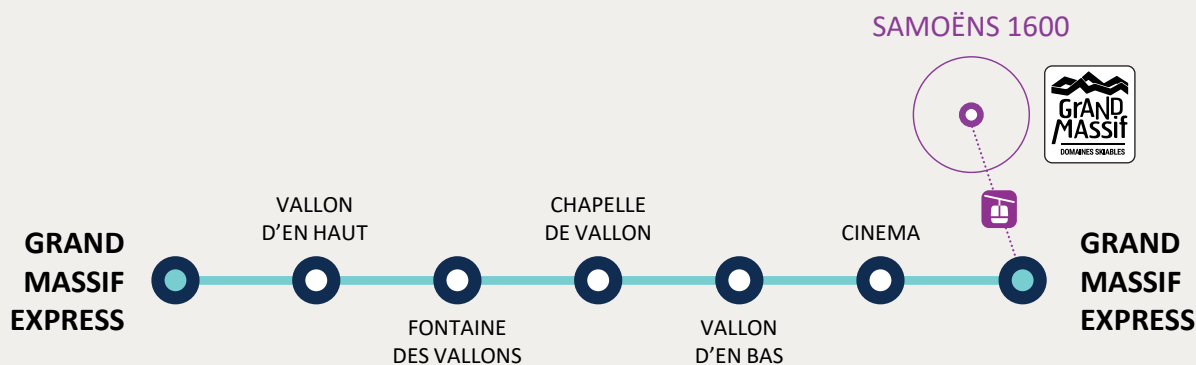 SAMOËNS 1600
GRAND
MASSIF
DOMAINES SKIABLES
GRAND
MASSIF
EXPRESS
VALLON
D'EN HAUT
FONTAINE
DES VALLONS
CHAPELLE
DE VALLON
VALLON
D'EN BAS
CINEMA
GRAND
MASSIF
EXPRESS